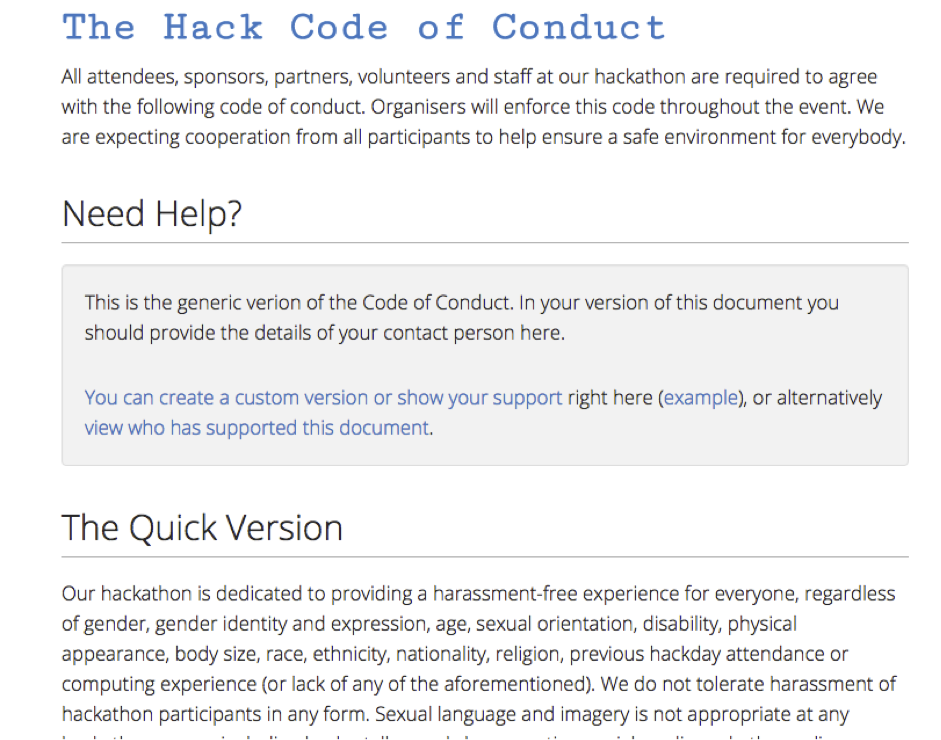 The Hack Code of Conduct
All attendees, sponsors, partners, volunteers and staff at our hackathon are required to agree
with the following code of conduct. Organisers will enforce this code throughout the event. We
are expecting cooperation from all participants to help ensure a safe environment for everybody.
Need Help?
This is the generic verion of the Code of Conduct. In your version of this document you
should provide the details of your contact person here.
You can create a custom version or show your support right here (example), or alternatively
view who has supported this document.
The Quick Version
Our hackathon is dedicated to providing a harassment-free experience for everyone, regardless
of gender, gender identity and expression, age, sexual orientation, disability, physical
appearance, body size, race, ethnicity, nationality, religion, previous hackday attendance or
computing experience (or lack of any of the aforementioned). We do not tolerate harassment of
hackathon participants in any form. Sexual language and imagery is not appropriate at any